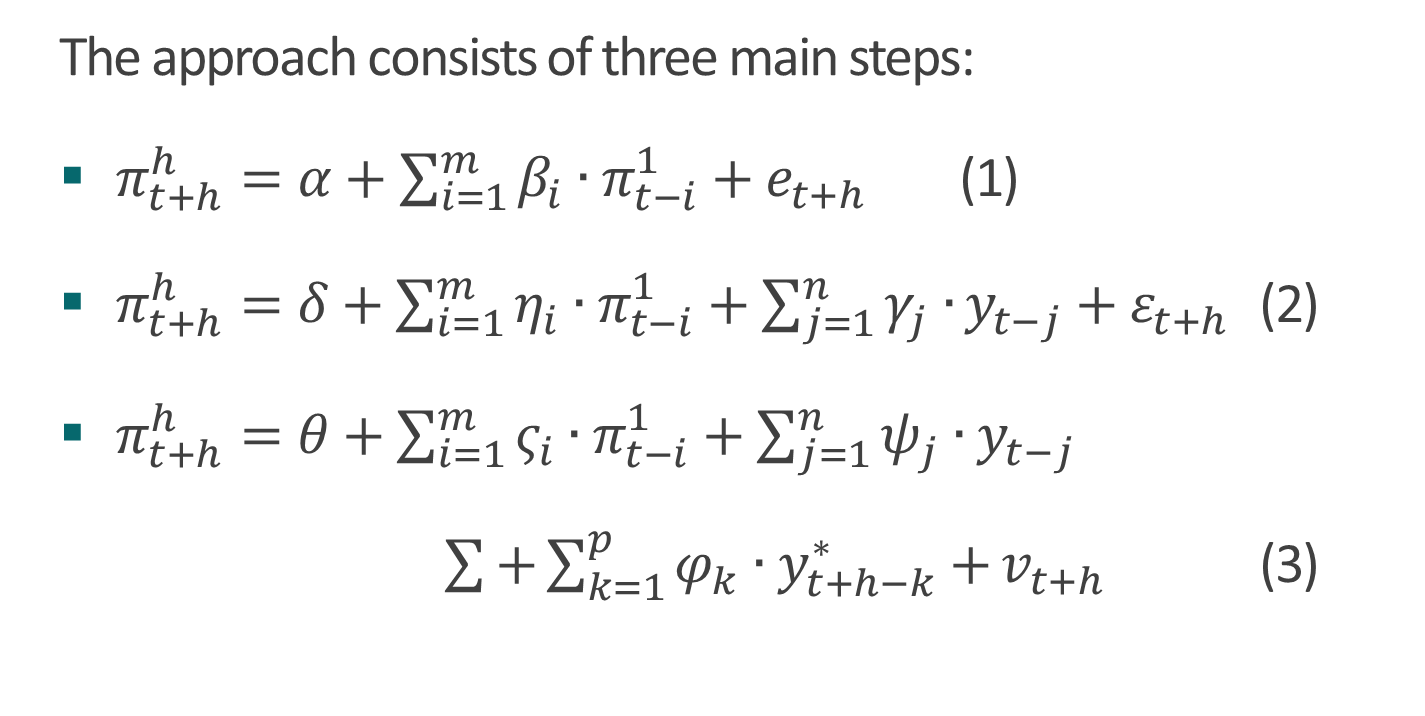 The approach consists of three main steps:
▪ π^h_{t+h} = α + ∑^m_{i=1} β_i · π^1_{t−i} + e_{t+h} (1)
▪ π^h_{t+h} = δ + ∑^m_{i=1} η_i · π^1_{t−i} + ∑^n_{j=1} γ_j · y_{t−j} + ε_{t+h} (2)
▪ π^h_{t+h} = θ + ∑^m_{i=1} ς_i · π^1_{t−i} + ∑^n_{j=1} ψ_j · y_{t−j}
∑ + ∑^p_{k=1} φ_k · y^*_{t+h−k} + υ_{t+h} (3)